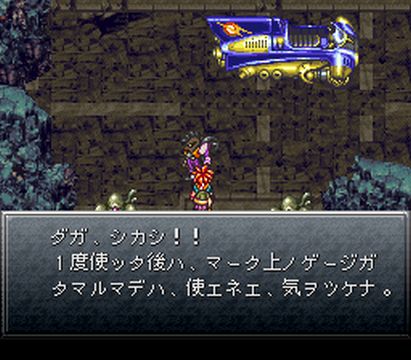 ダガ、シカシ！！
１度使ッタ後ハ、マーク上ノゲージガ
タマルマデハ、使エネエ、気ヲツケナ。